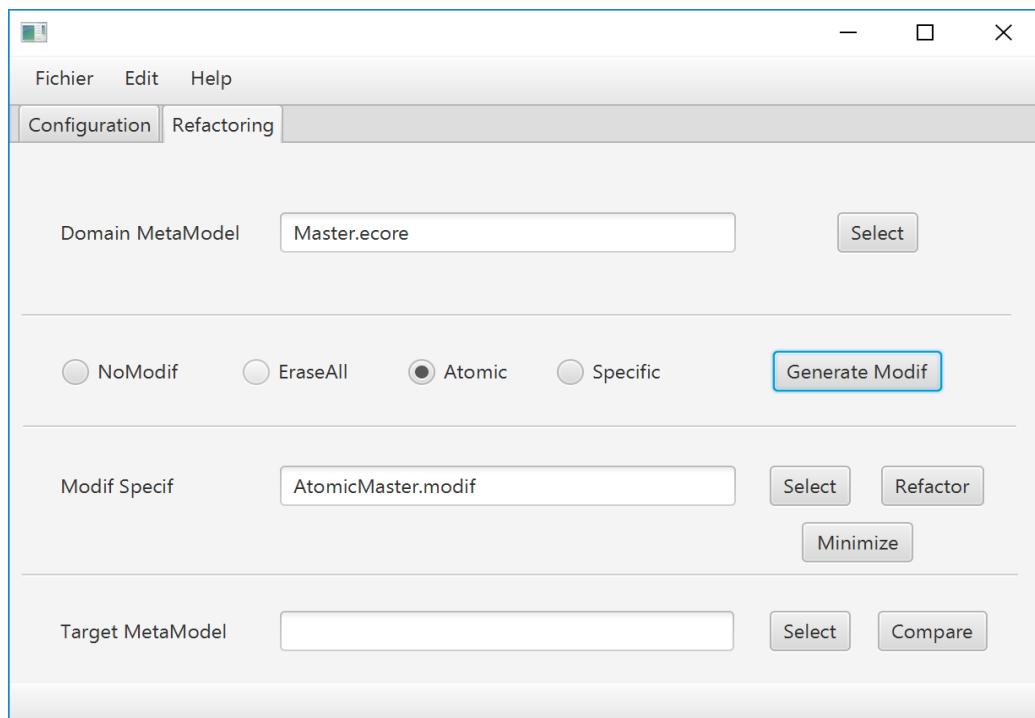 Fichier Edit Help
Configuration Refactoring
Domain MetaModel Master.ecore Select
NoModif EraseAll Atomic Specific Generate Modif
Modif Specif AtomicMaster.modif Select Refactor
Minimize
Target MetaModel Select Compare